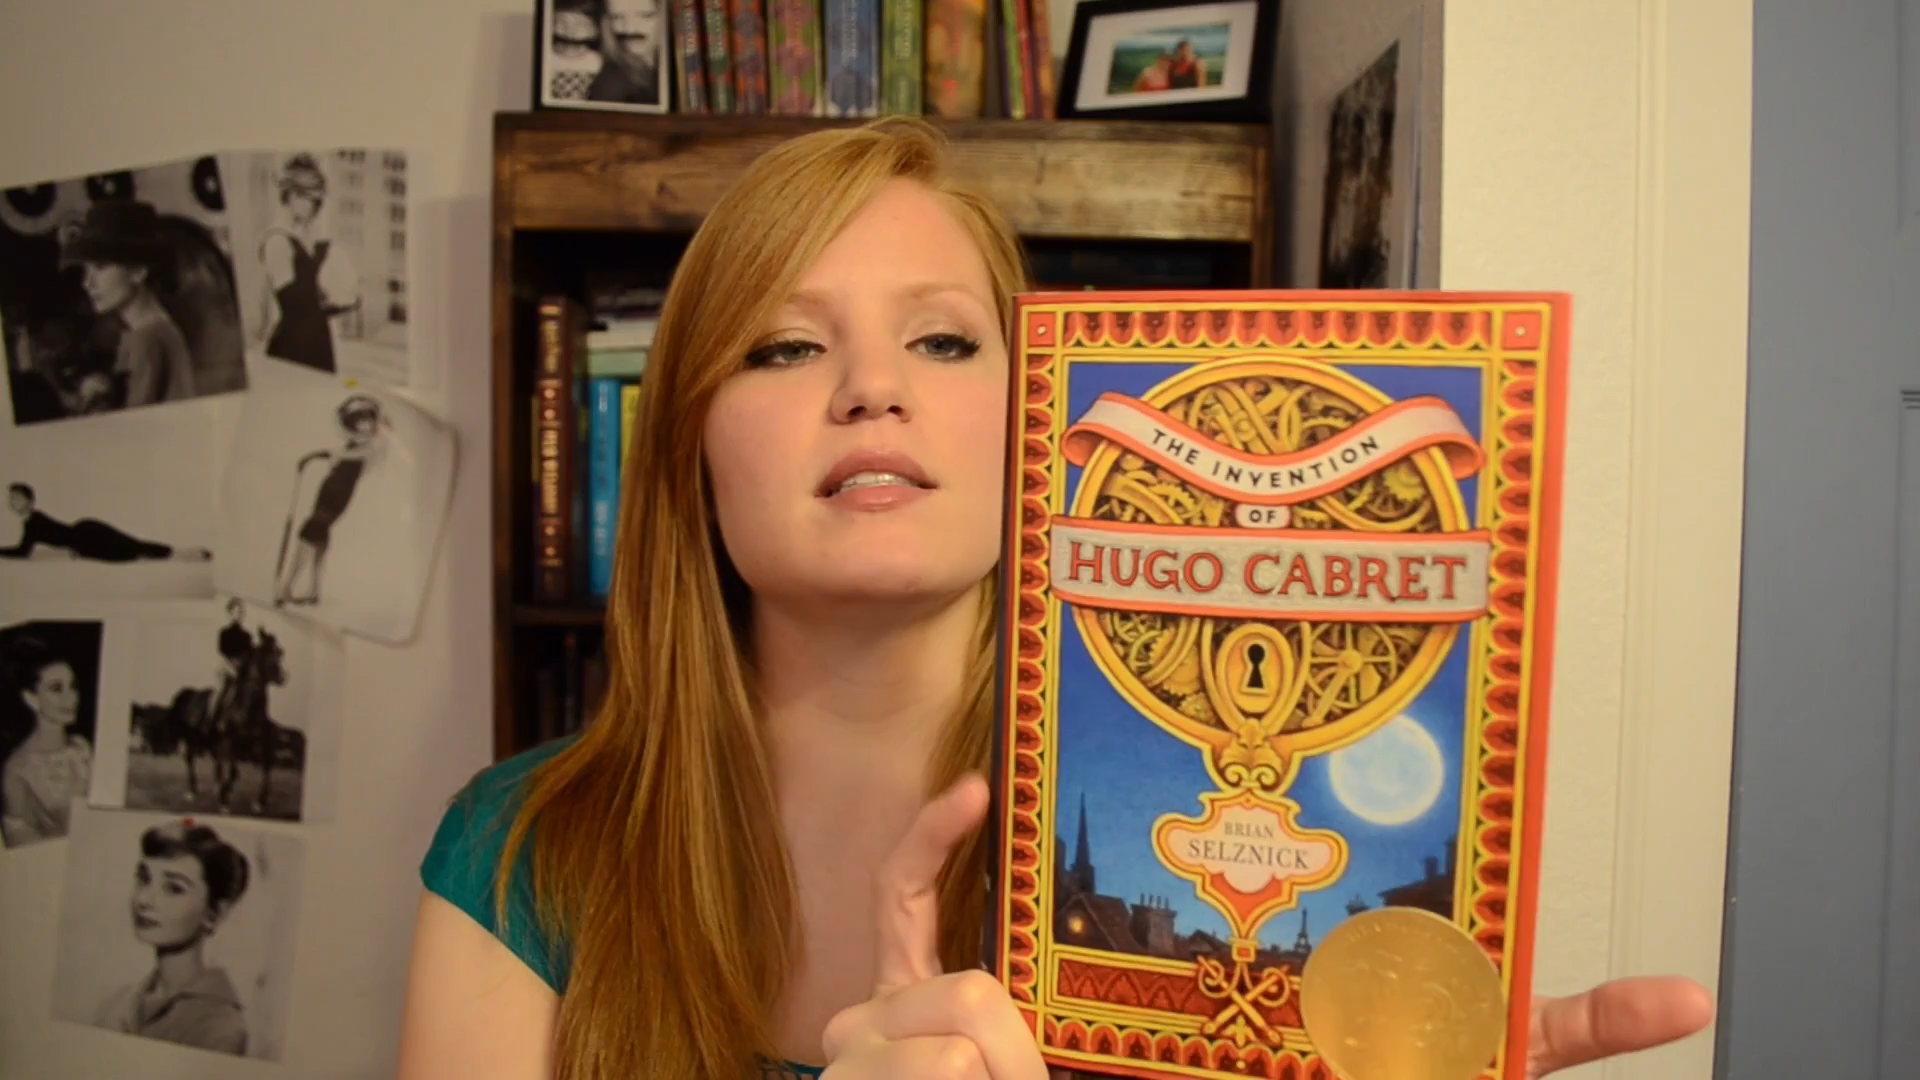 THE INVENTION
OF
HUGO CABRET
BRIAN
SELZNICK